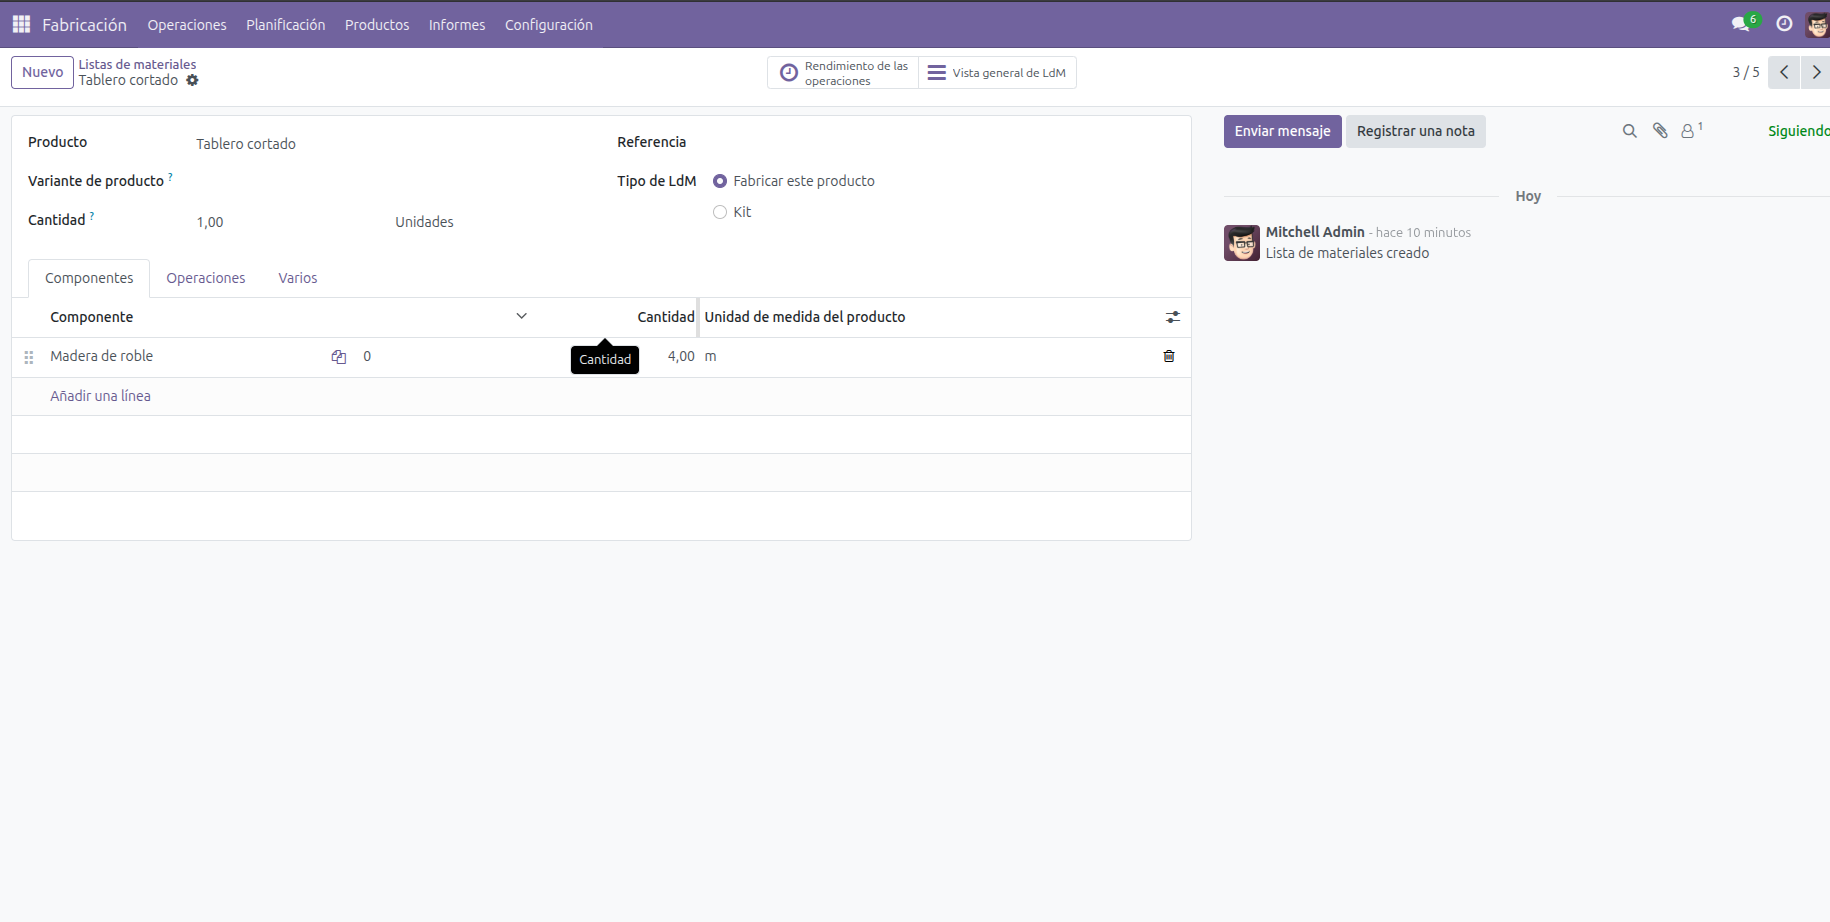 Fabricación Operaciones Planificación Productos Informes Configuración 6
Nuevo Listas de materiales
Tablero cortado
Rendimiento de las operaciones
Vista general de LdM
3 / 5
Producto Tablero cortado Referencia
Variante de producto ? Tipo de LdM Fabricar este producto
Kit
Cantidad ? 1,00 Unidades
Componentes Operaciones Varios
Componente Cantidad Unidad de medida del producto
Madera de roble 0 Cantidad 4,00 m
Añadir una línea
Enviar mensaje Registrar una nota 1 Siguiendo
Hoy
Mitchell Admin - hace 10 minutos
Lista de materiales creado